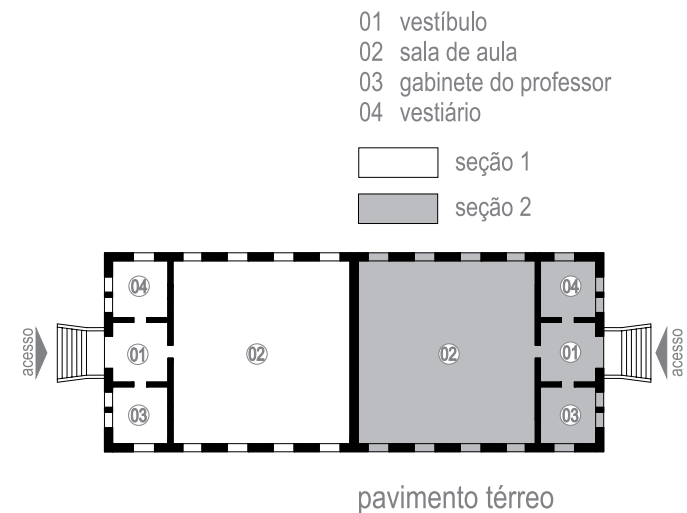 01 vestíbulo
02 sala de aula
03 gabinete do professor
04 vestiário
seção 1
seção 2
04
04
acesso
01
02
02
01
acesso
03
03
pavimento térreo